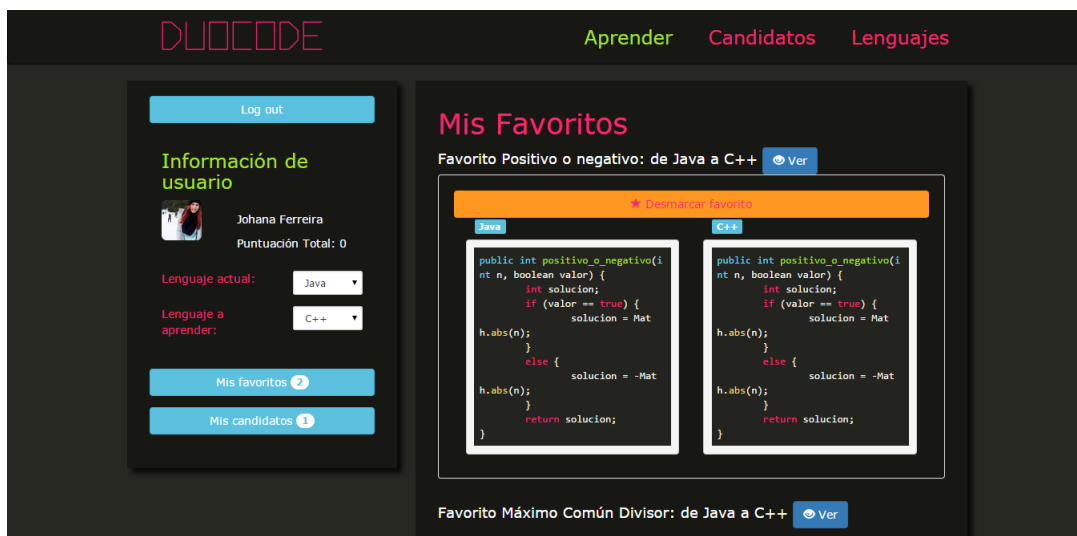 DUOCODE
Aprender Candidatos Lenguajes
Log out
Información de
usuario
Johana Ferreira
Puntuación Total: 0
Lenguaje actual: Java
Lenguaje a
aprender:
C++
Mis favoritos 2
Mis candidatos 1
Mis Favoritos
Favorito Positivo o negativo: de Java a C++ Ver
★ Desmarcar favorito
Java
public int positivo_o_negativo(i
nt n, boolean valor) {
int solucion;
if (valor == true) {
solucion = Mat
h.abs(n);
}
else {
solucion = -Mat
h.abs(n);
}
return solucion;
}
C++
public int positivo_o_negativo(i
nt n, boolean valor) {
int solucion;
if (valor == true) {
solucion = Mat
h.abs(n);
}
else {
solucion = -Mat
h.abs(n);
}
return solucion;
}
Favorito Máximo Común Divisor: de Java a C++ Ver